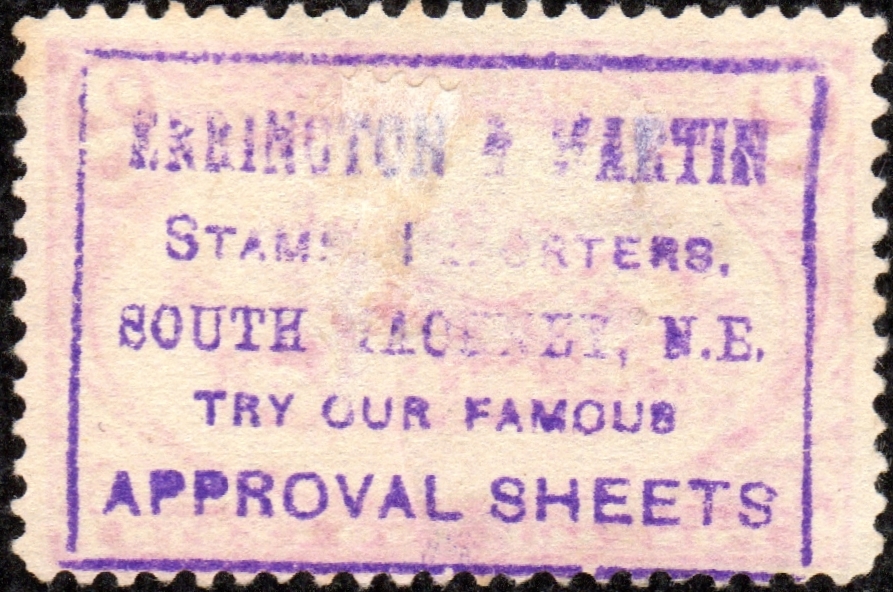 ERRINGTON & MARTIN
STAMP IMPORTERS,
SOUTH HACKNEY, N.E.
TRY OUR FAMOUS
APPROVAL SHEETS